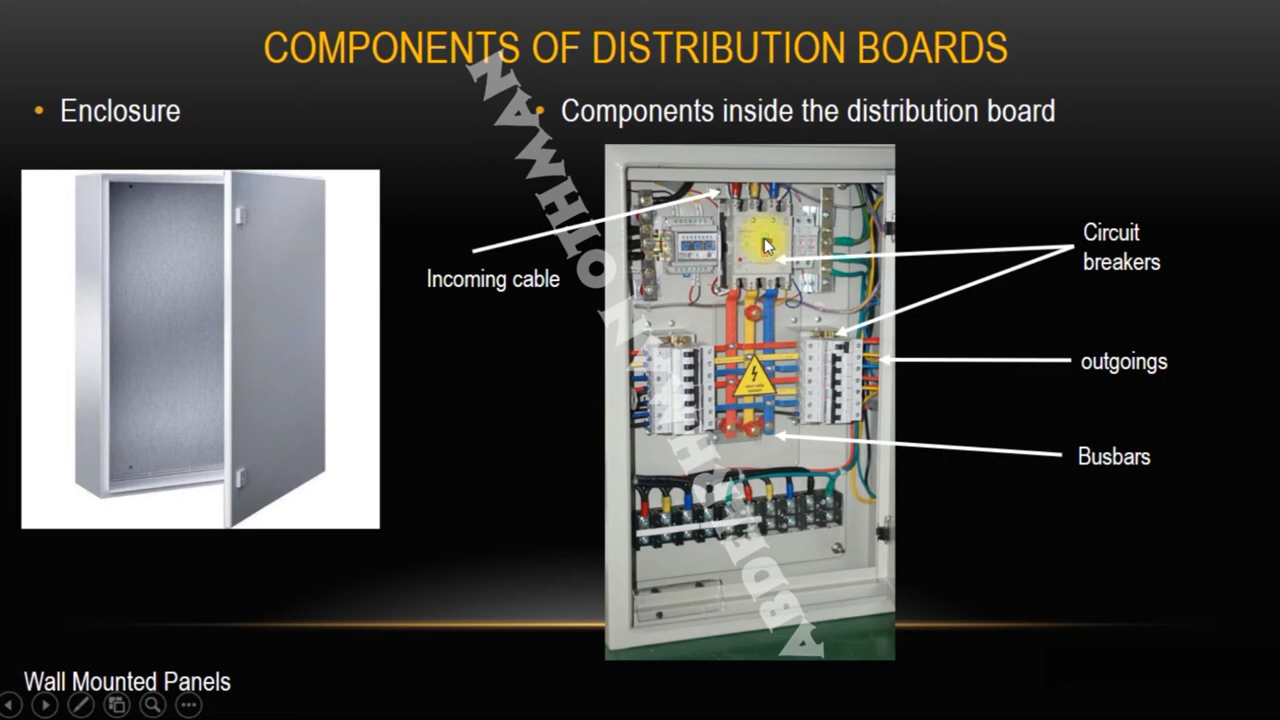 COMPONENTS OF DISTRIBUTION BOARDS
• Enclosure
• Components inside the distribution board
Incoming cable
Circuit
breakers
outgoings
Busbars
Wall Mounted Panels